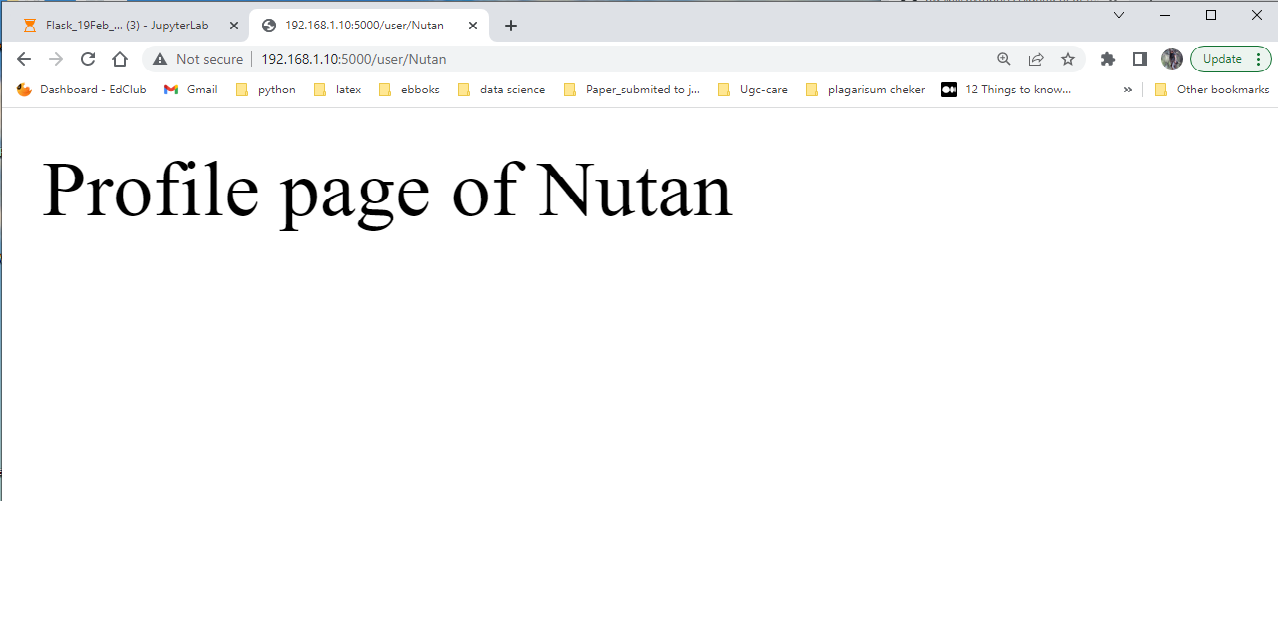 Flask_19Feb_... (3) - JupyterLab 192.168.1.10:5000/user/Nutan
Not secure 192.168.1.10:5000/user/Nutan Update
Dashboard - EdClub Gmail python latex ebboks data science Paper_submited to j... Ugc-care plagarisum cheker 12 Things to know... » Other bookmarks
Profile page of Nutan